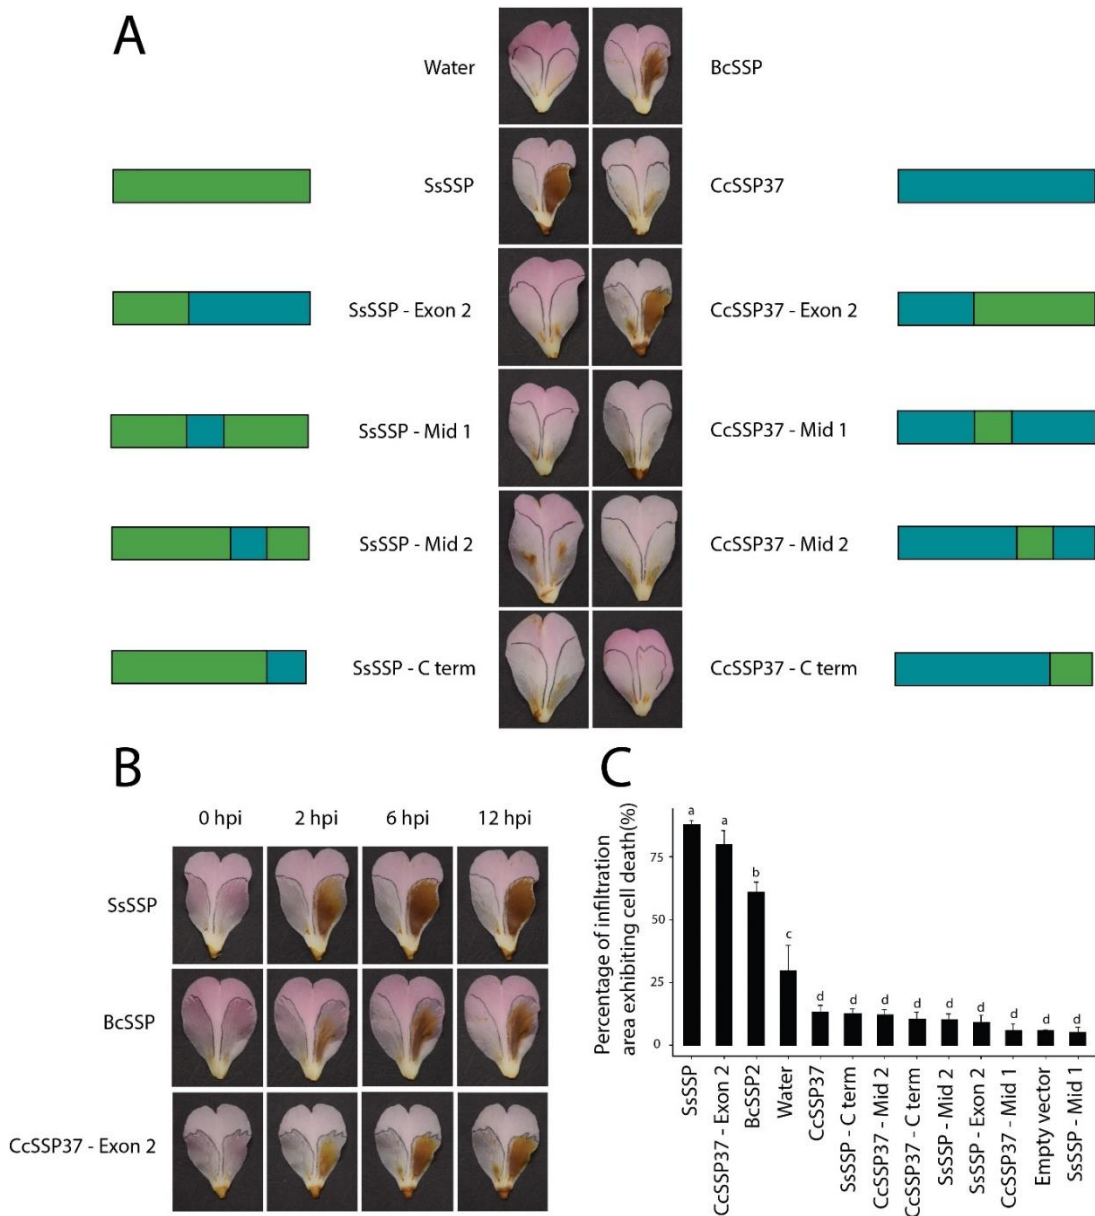 A
Water
BcSSP
SsSSP
CcSSP37
SsSSP - Exon 2
CcSSP37 - Exon 2
SsSSP - Mid 1
CcSSP37 - Mid 1
SsSSP - Mid 2
CcSSP37 - Mid 2
SsSSP - C term
CcSSP37 - C term
B
0 hpi 2 hpi 6 hpi 12 hpi
SsSSP
BcSSP
CcSSP37 - Exon 2
C
Percentage of infiltration
area exhibiting cell death(%)
75
50
25
0
a a b c d d d d d d d d d
SsSSP
CcSSP37 - Exon 2
BcSSP2
Water
CcSSP37
SsSSP - C term
CcSSP37 - Mid 2
CcSSP37 - C term
SsSSP - Mid 2
SsSSP - Exon 2
CcSSP37 - Mid 1
Empty vector
SsSSP - Mid 1